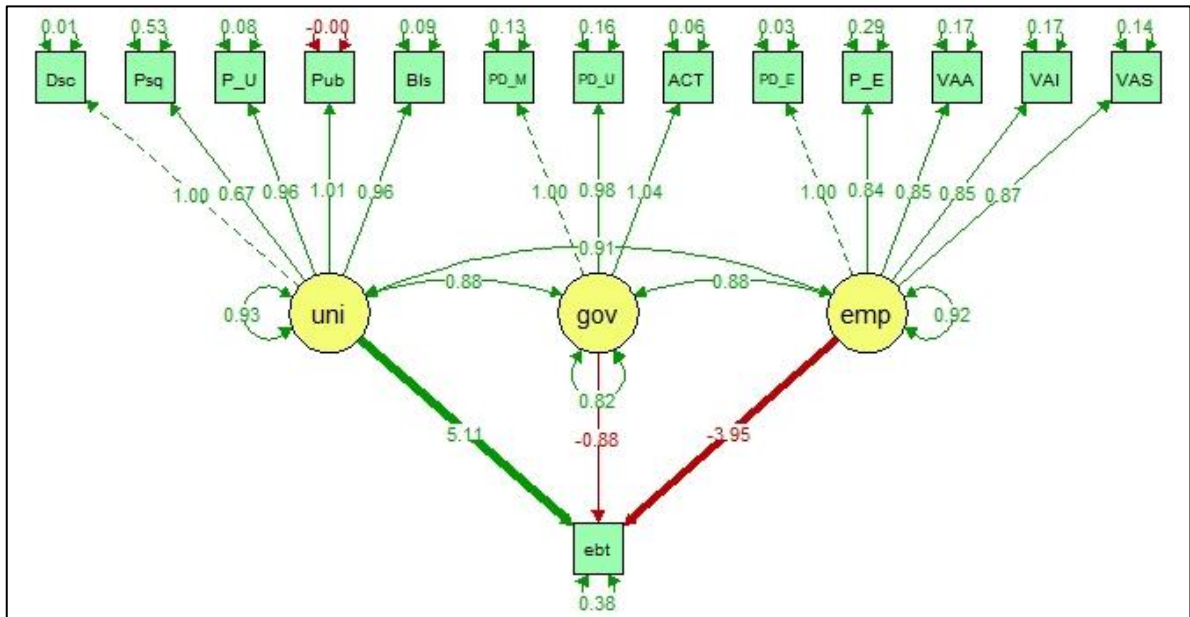 0.01 0.53 0.08 -0.00 0.09 0.13 0.16 0.06 0.03 0.29 0.17 0.17 0.14
Dsc Psq P_U Pub Bls PD_M PD_U ACT PD_E P_E VAA VAI VAS
1.00 0.67 0.96 1.01 0.96 1.00 0.98 1.04 1.00 0.84 0.85 0.85 0.87
0.91
0.88 0.88
0.93 uni gov emp 0.92
0.82
5.11 -0.88 -3.95
ebt
0.38